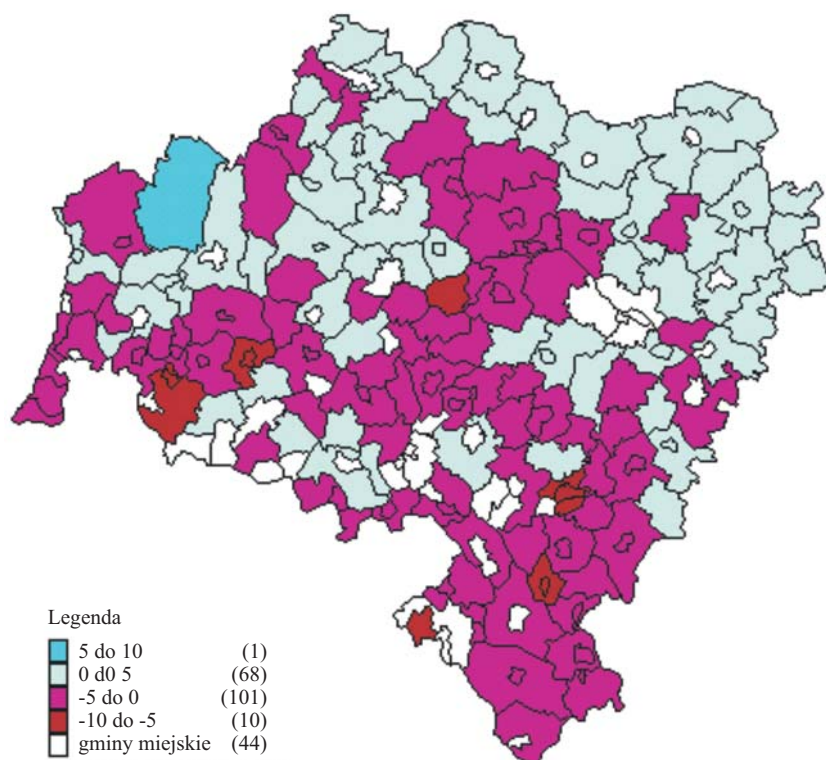 Legenda
5 do 10 (1)
0 d0 5 (68)
-5 do 0 (101)
-10 do -5 (10)
gminy miejskie (44)